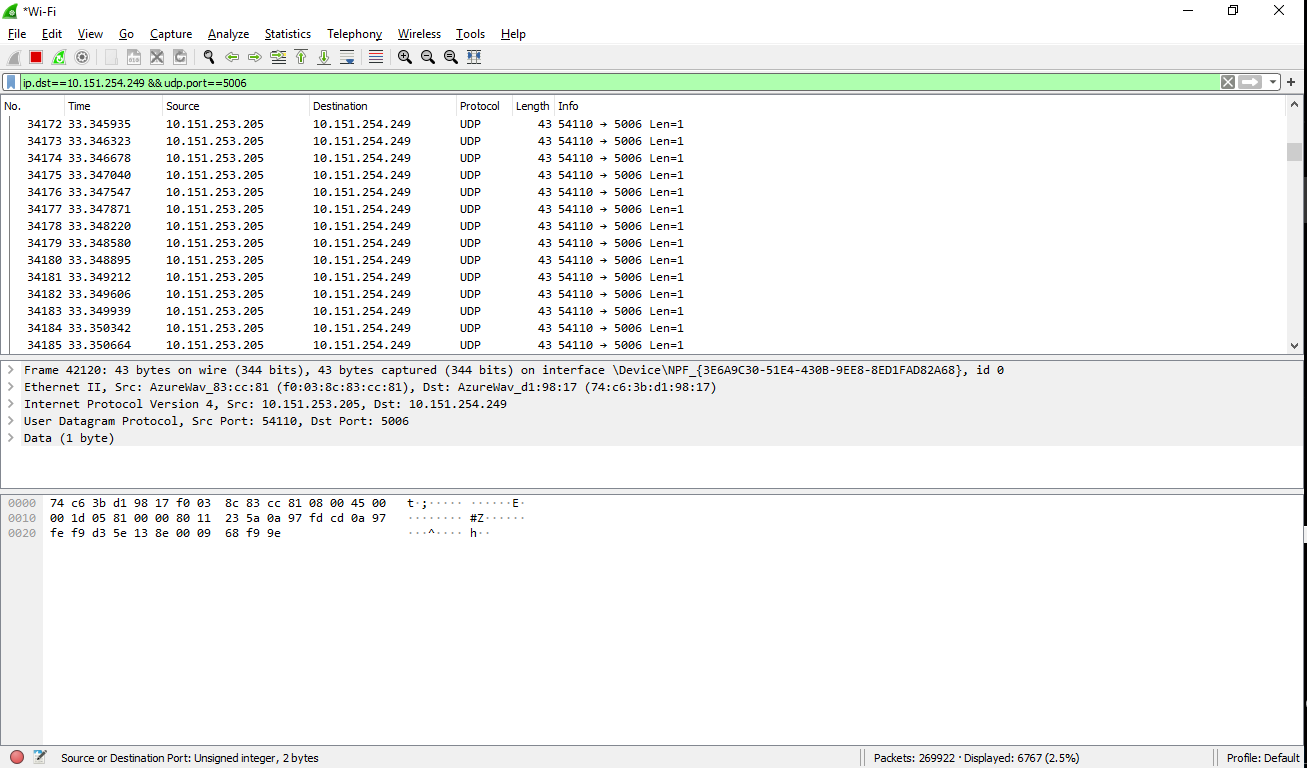 *Wi-Fi
File Edit View Go Capture Analyze Statistics Telephony Wireless Tools Help
ip.dst==10.151.254.249 && udp.port==5006
No. Time Source Destination Protocol Length Info
34172 33.345935 10.151.253.205 10.151.254.249 UDP 43 54110 → 5006 Len=1
34173 33.346323 10.151.253.205 10.151.254.249 UDP 43 54110 → 5006 Len=1
34174 33.346678 10.151.253.205 10.151.254.249 UDP 43 54110 → 5006 Len=1
34175 33.347040 10.151.253.205 10.151.254.249 UDP 43 54110 → 5006 Len=1
34176 33.347547 10.151.253.205 10.151.254.249 UDP 43 54110 → 5006 Len=1
34177 33.347871 10.151.253.205 10.151.254.249 UDP 43 54110 → 5006 Len=1
34178 33.348220 10.151.253.205 10.151.254.249 UDP 43 54110 → 5006 Len=1
34179 33.348580 10.151.253.205 10.151.254.249 UDP 43 54110 → 5006 Len=1
34180 33.348895 10.151.253.205 10.151.254.249 UDP 43 54110 → 5006 Len=1
34181 33.349212 10.151.253.205 10.151.254.249 UDP 43 54110 → 5006 Len=1
34182 33.349606 10.151.253.205 10.151.254.249 UDP 43 54110 → 5006 Len=1
34183 33.349939 10.151.253.205 10.151.254.249 UDP 43 54110 → 5006 Len=1
34184 33.350342 10.151.253.205 10.151.254.249 UDP 43 54110 → 5006 Len=1
34185 33.350664 10.151.253.205 10.151.254.249 UDP 43 54110 → 5006 Len=1
Frame 42120: 43 bytes on wire (344 bits), 43 bytes captured (344 bits) on interface \Device\NPF_{3E6A9C30-51E4-430B-9EE8-8ED1FAD82A68}, id 0
Ethernet II, Src: AzureWav_83:cc:81 (f0:03:8c:83:cc:81), Dst: AzureWav_d1:98:17 (74:c6:3b:d1:98:17)
Internet Protocol Version 4, Src: 10.151.253.205, Dst: 10.151.254.249
User Datagram Protocol, Src Port: 54110, Dst Port: 5006
Data (1 byte)
0000 74 c6 3b d1 98 17 f0 03 8c 83 cc 81 08 00 45 00 t·;····· ······E·
0010 00 1d 05 81 00 00 80 11 23 5a 0a 97 fd cd 0a 97 ········ #Z······
0020 fe f9 d3 5e 13 8e 00 09 68 f9 9e ···^···· h··
Source or Destination Port: Unsigned integer, 2 bytes
Packets: 269922 · Displayed: 6767 (2.5%)
Profile: Default